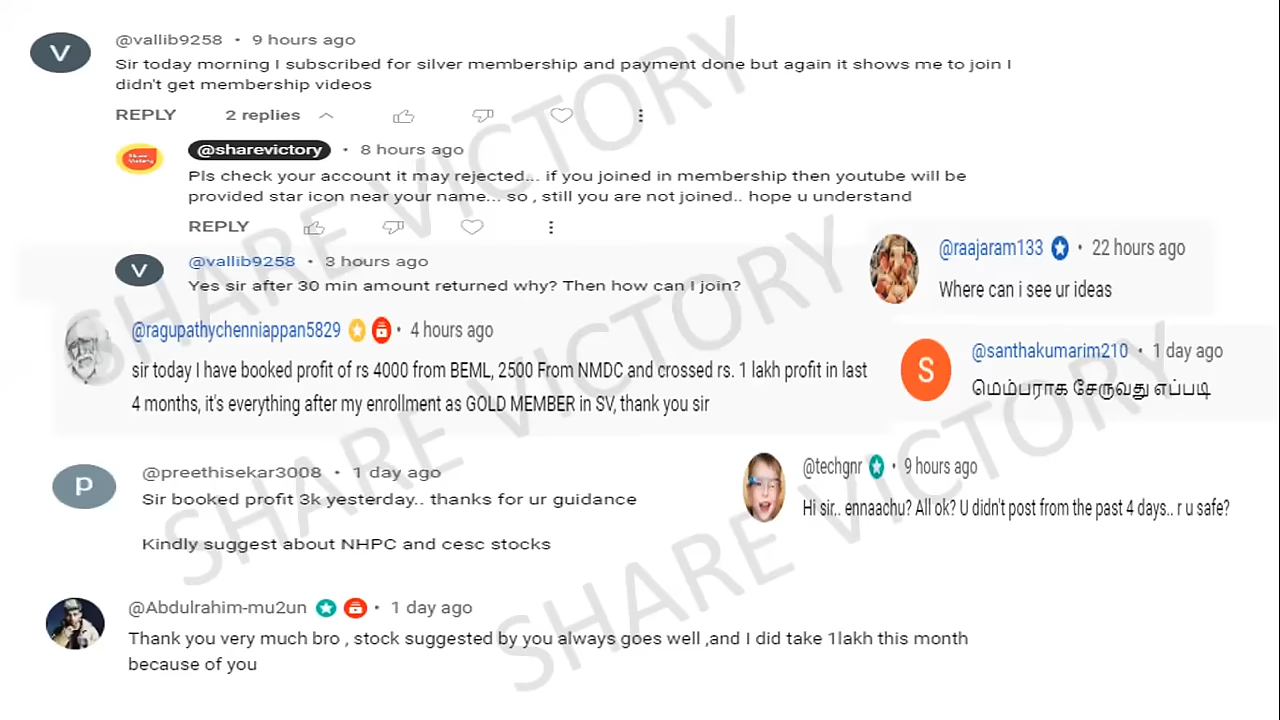 @vallib9258 • 9 hours ago
Sir today morning I subscribed for silver membership and payment done but again it shows me to join I
didn't get membership videos
REPLY 2 replies
@sharevictory • 8 hours ago
Pls check your account it may rejected... if you joined in membership then youtube will be
provided star icon near your name... so , still you are not joined.. hope u understand
REPLY
@vallib9258 • 3 hours ago
Yes sir after 30 min amount returned why? Then how can I join?
@raajaram133 • 22 hours ago
Where can i see ur ideas
@ragupathychenniappan5829 • 4 hours ago
sir today I have booked profit of rs 4000 from BEML, 2500 From NMDC and crossed rs. 1 lakh profit in last
4 months, it's everything after my enrollment as GOLD MEMBER in SV, thank you sir
@santhakumarim210 • 1 day ago
மெம்பராக சேருவது எப்படி
@preethisekar3008 • 1 day ago
Sir booked profit 3k yesterday.. thanks for ur guidance
Kindly suggest about NHPC and cesc stocks
@techgnr • 9 hours ago
Hi sir.. ennaachu? All ok? U didn't post from the past 4 days.. r u safe?
@Abdulrahim-mu2un • 1 day ago
Thank you very much bro , stock suggested by you always goes well ,and I did take 1lakh this month
because of you
V
V
S
P
SHARE VICTORY
SHARE VICTORY
SHARE VICTORY